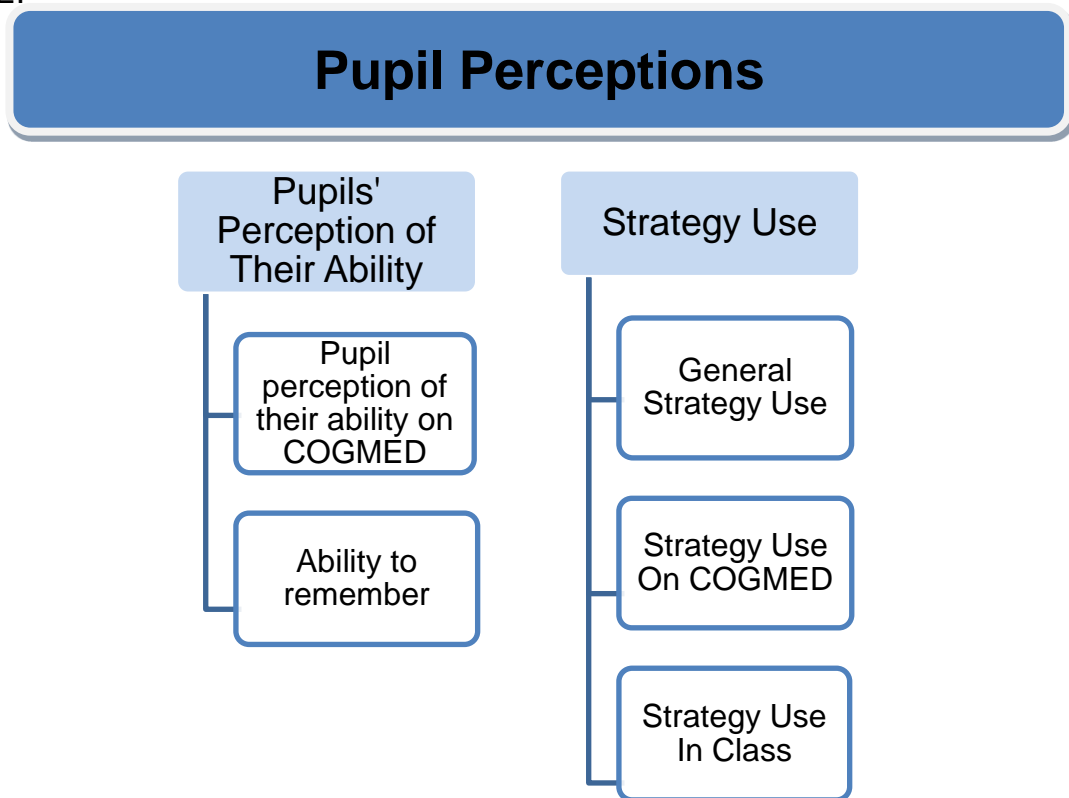 Pupil Perceptions
Pupils'
Perception of
Their Ability
Pupil
perception of
their ability on
COGMED
Ability to
remember
Strategy Use
General
Strategy Use
Strategy Use
On COGMED
Strategy Use
In Class